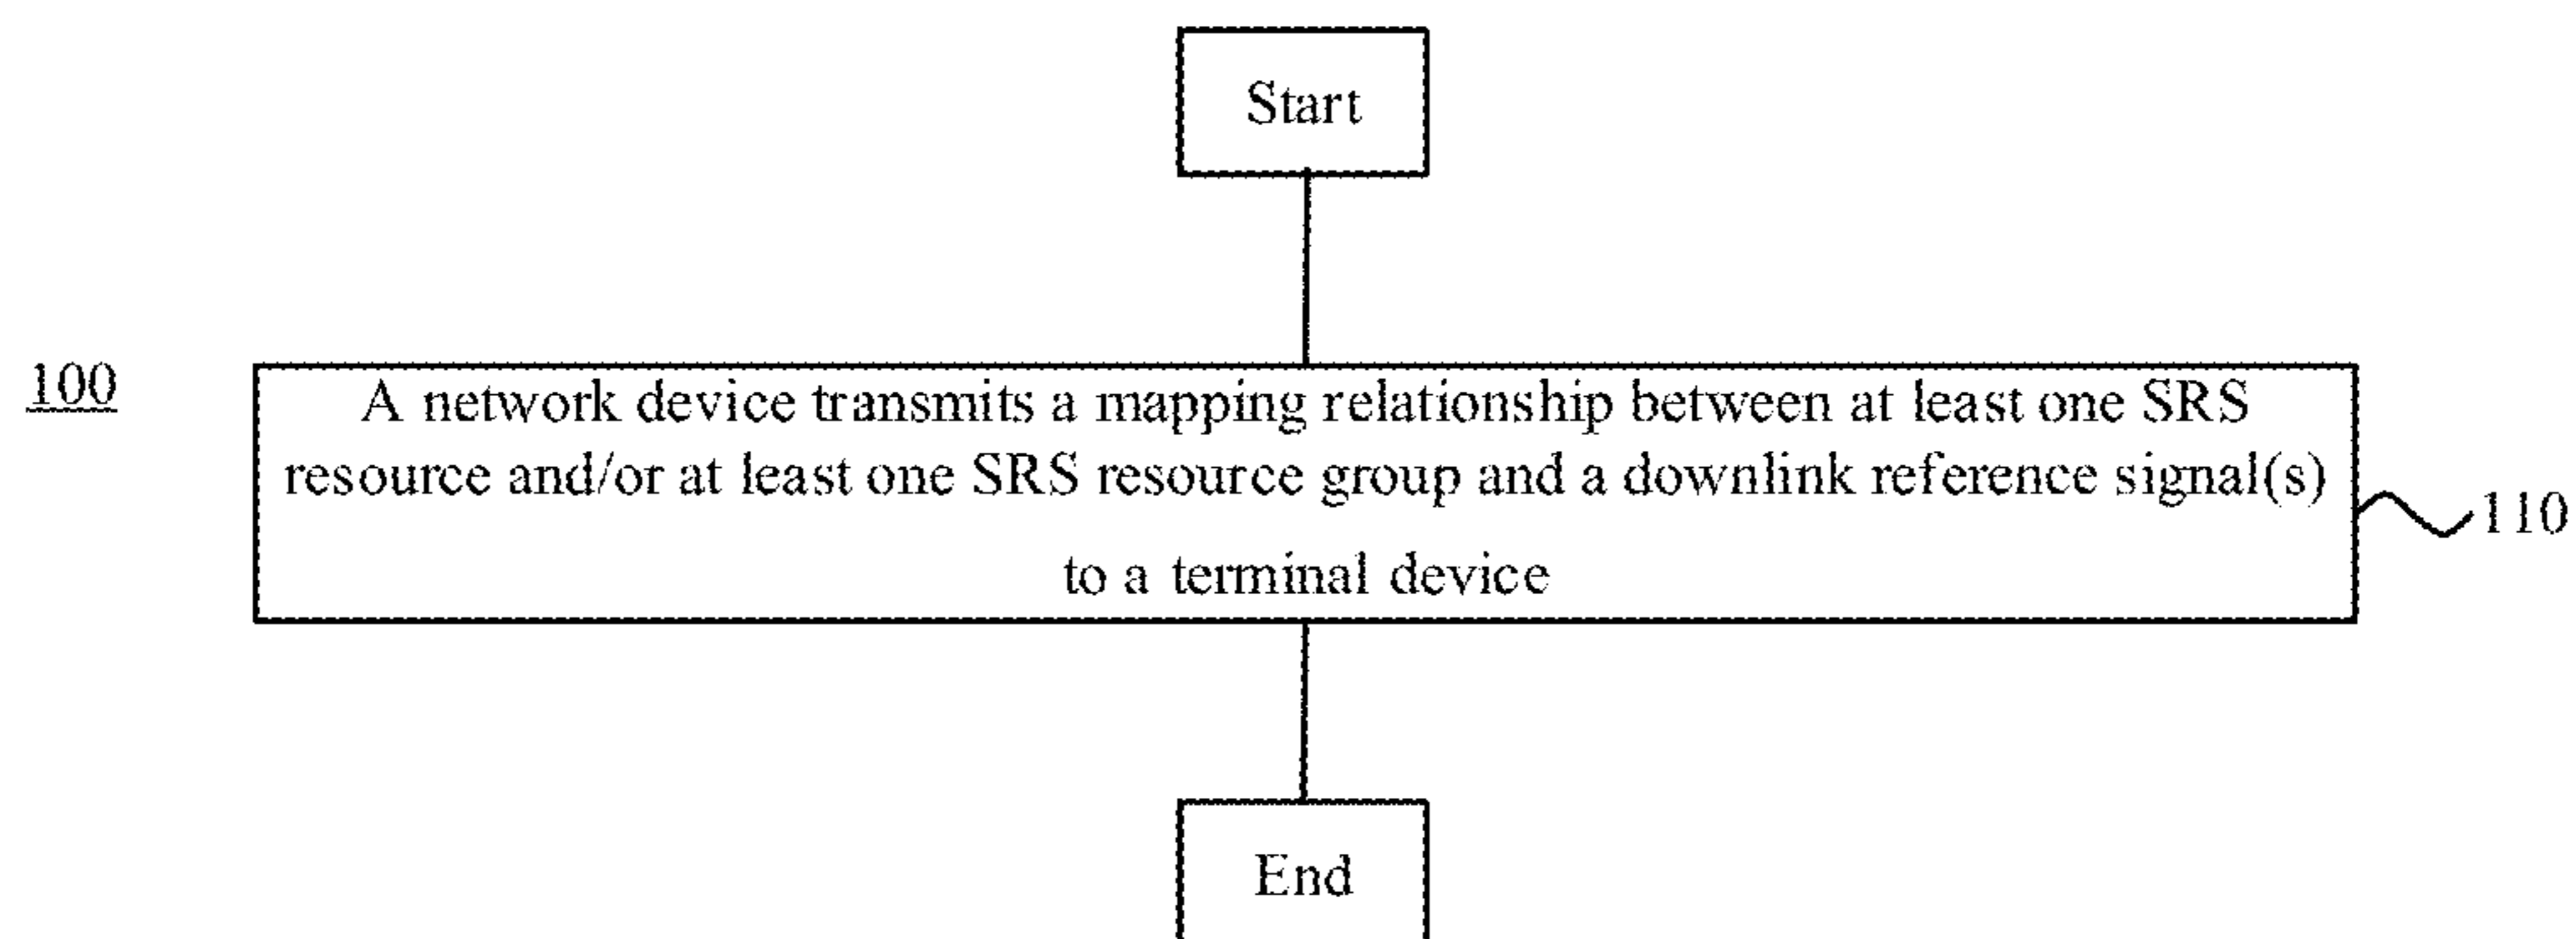 Start
100
A network device transmits a mapping relationship between at least one SRS
resource and/or at least one SRS resource group and a downlink reference signal(s)
to a terminal device
110
End